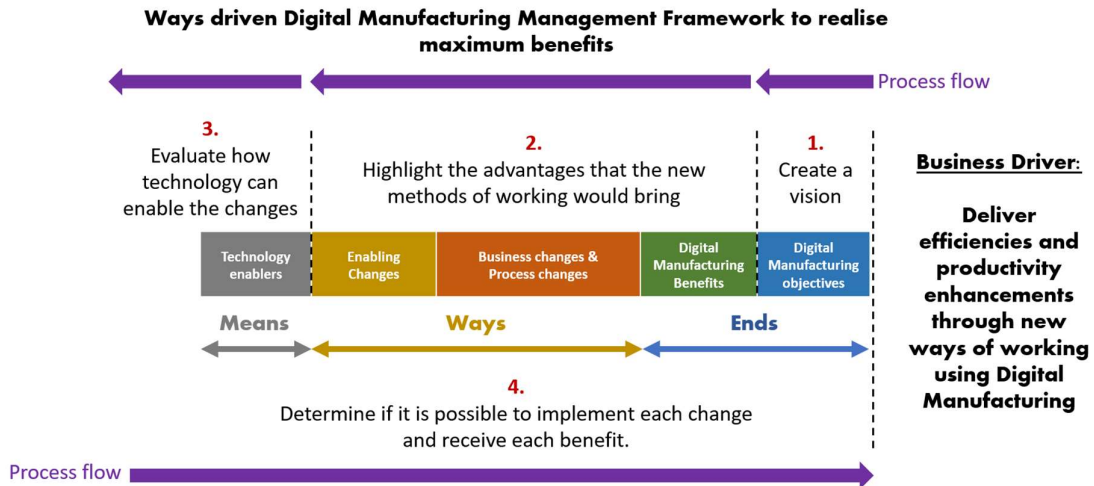 Ways driven Digital Manufacturing Management Framework to realise
maximum benefits
Process flow
3.
Evaluate how
technology can
enable the changes
2.
Highlight the advantages that the new
methods of working would bring
1.
Create a
vision
Business Driver:
Deliver
efficiencies and
productivity
enhancements
through new
ways of working
using Digital
Manufacturing
Technology
enablers
Enabling
Changes
Business changes &
Process changes
Digital
Manufacturing
Benefits
Digital
Manufacturing
objectives
Means
Ways
Ends
4.
Determine if it is possible to implement each change
and receive each benefit.
Process flow